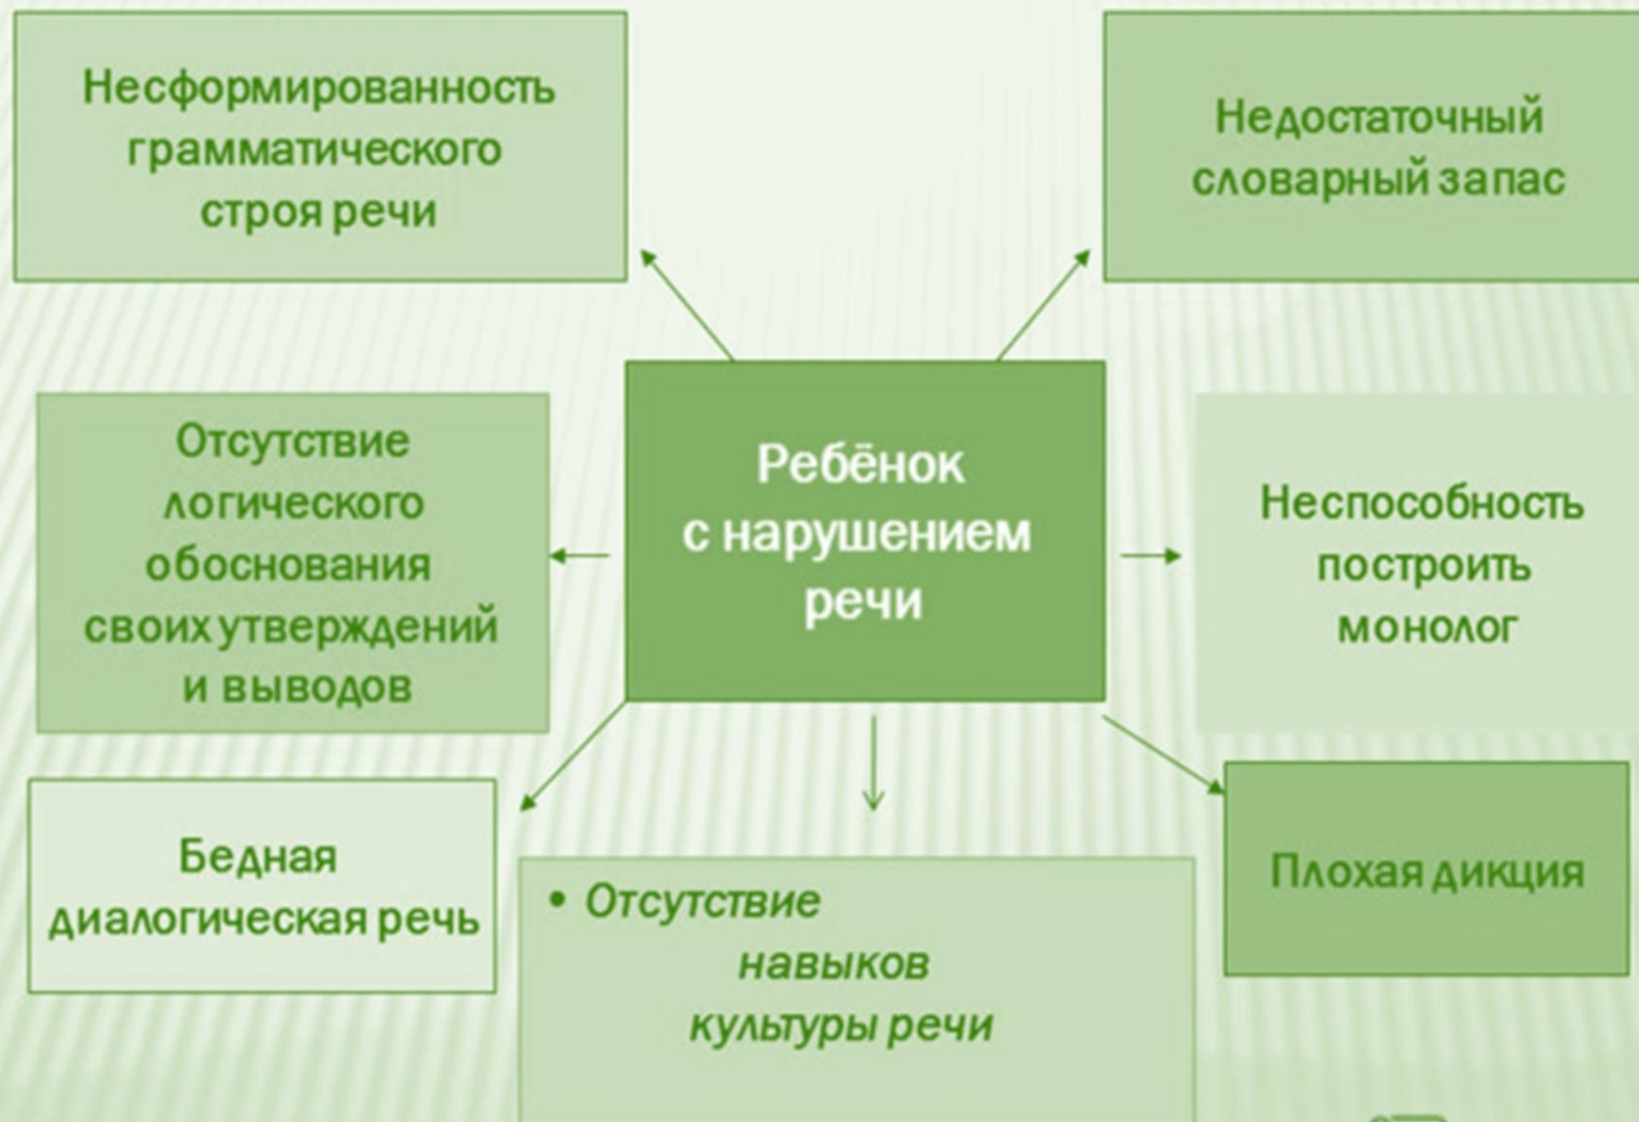 Несформированность
грамматического
строя речи
Недостаточный
словарный запас
Отсутствие
логического
обоснования
своих утверждений
и выводов
Ребёнок
с нарушением
речи
Неспособность
построить
монолог
Бедная
диалогическая речь
• Отсутствие
навыков
культуры речи
Плохая дикция